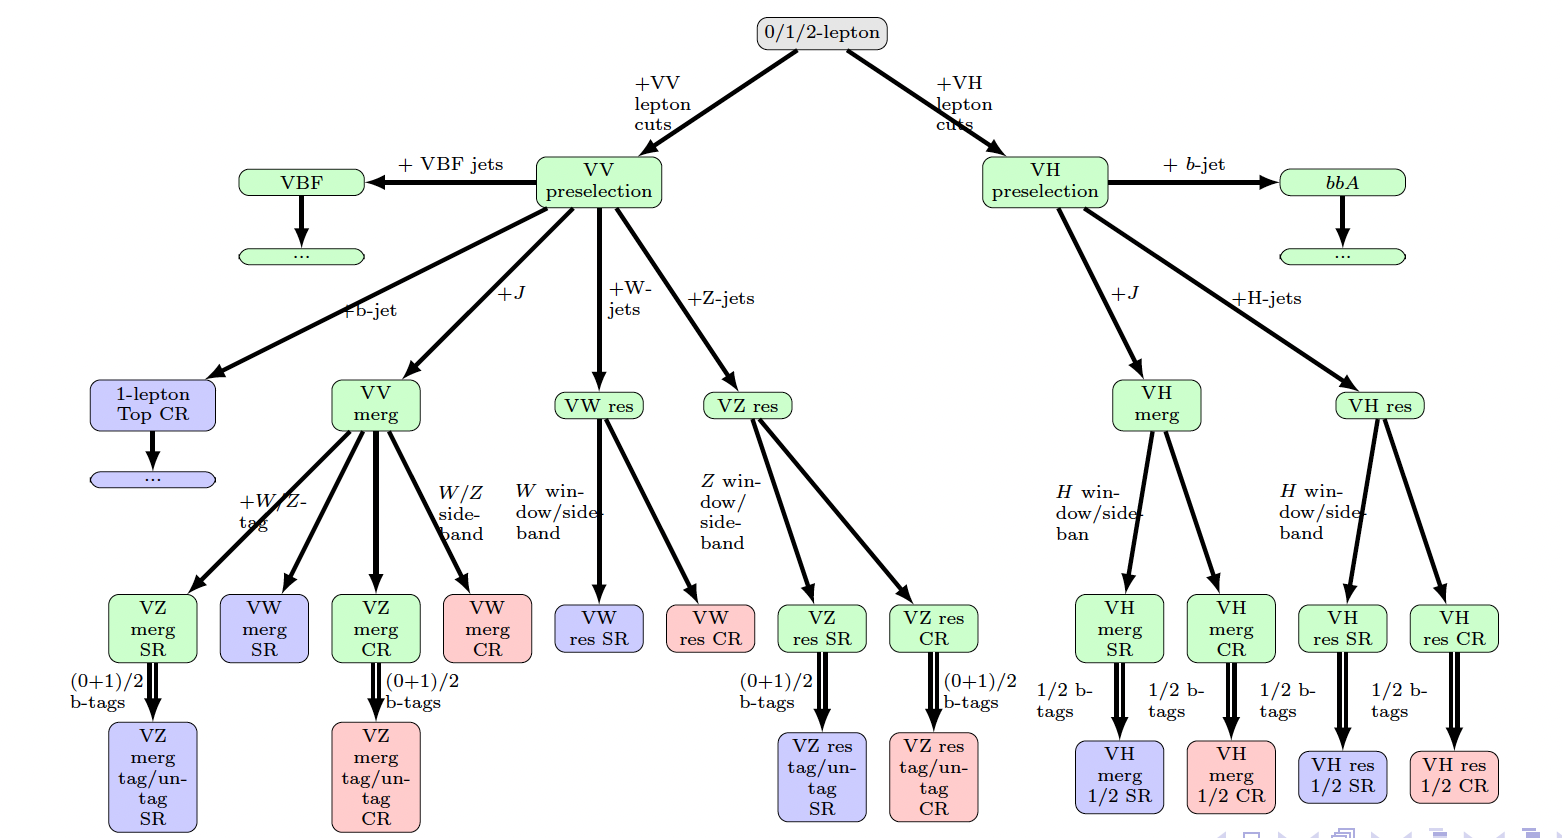 0/1/2-lepton
+VV
lepton
cuts
+VH
lepton
cuts
VBF
+ VBF jets
VV
preselection
VH
preselection
+ b-jet
bbA
...
...
+b-jet
+J
+W-
jets
+Z-jets
+J
+H-jets
1-lepton
Top CR
...
VV
merg
VW res
VZ res
VH
merg
VH res
+W/Z-
tag
W/Z
side-
band
W win-
dow/side-
band
Z win-
dow/
side-
band
H win-
dow/side-
ban
H win-
dow/side-
band
VZ
merg
SR
VW
merg
SR
VZ
merg
CR
VW
merg
CR
VW
res SR
VW
res CR
VZ
res SR
VZ res
CR
VH
merg
SR
VH
merg
CR
VH
res SR
VH
res CR
(0+1)/2
b-tags
(0+1)/2
b-tags
(0+1)/2
b-tags
(0+1)/2
b-tags
1/2 b-
tags
1/2 b-
tags
1/2 b-
tags
1/2 b-
tags
VZ
merg
tag/un-
tag
SR
VZ
merg
tag/un-
tag
CR
VZ res
tag/un-
tag
SR
VZ res
tag/un-
tag
CR
VH
merg
1/2 SR
VH
merg
1/2 CR
VH res
1/2 SR
VH res
1/2 CR